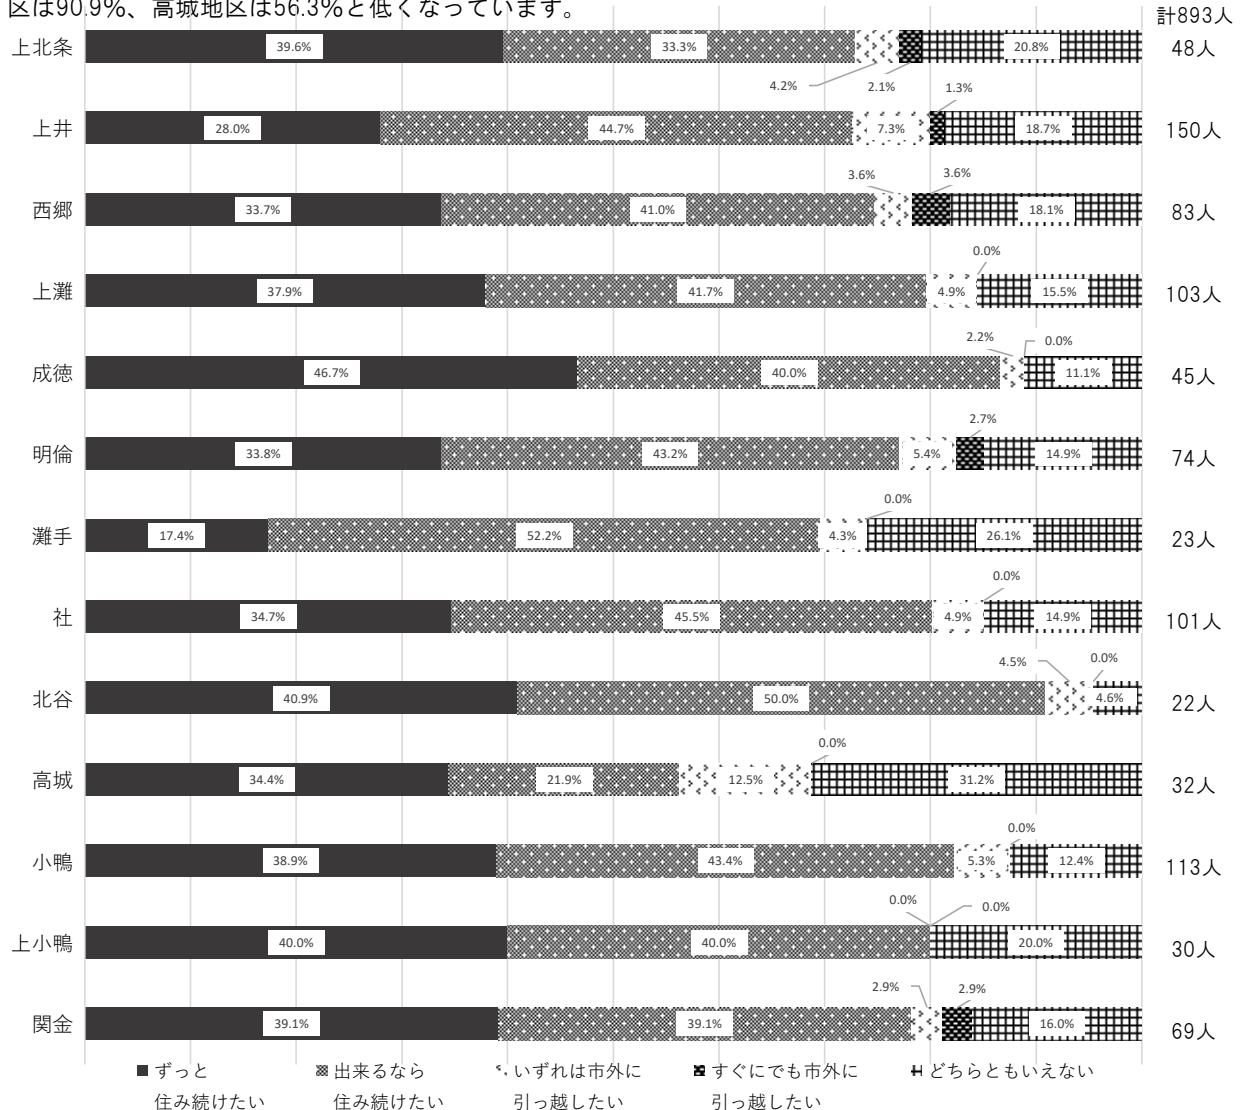 区は90.9%、高城地区は56.3%と低くなっています。
計893人
上北条 39.6% 33.3% 20.8% 48人
4.2% 2.1% 1.3%
上井 28.0% 44.7% 7.3% 18.7% 150人
3.6% 3.6%
西郷 33.7% 41.0% 18.1% 83人
0.0%
上灘 37.9% 41.7% 4.9% 15.5% 103人
2.2% 0.0%
成徳 46.7% 40.0% 11.1% 45人
2.7%
明倫 33.8% 43.2% 5.4% 14.9% 74人
0.0%
灘手 17.4% 52.2% 4.3% 26.1% 23人
0.0%
社 34.7% 45.5% 4.9% 14.9% 101人
4.5% 0.0%
北谷 40.9% 50.0% 4.6% 22人
0.0%
高城 34.4% 21.9% 12.5% 31.2% 32人
0.0%
小鴨 38.9% 43.4% 5.3% 12.4% 113人
0.0% 0.0%
上小鴨 40.0% 40.0% 20.0% 30人
2.9% 2.9%
関金 39.1% 39.1% 16.0% 69人
ずっと 出来るなら いずれは市外に すぐにでも市外に どちらともいえない
住み続けたい 住み続けたい 引っ越したい 引っ越したい